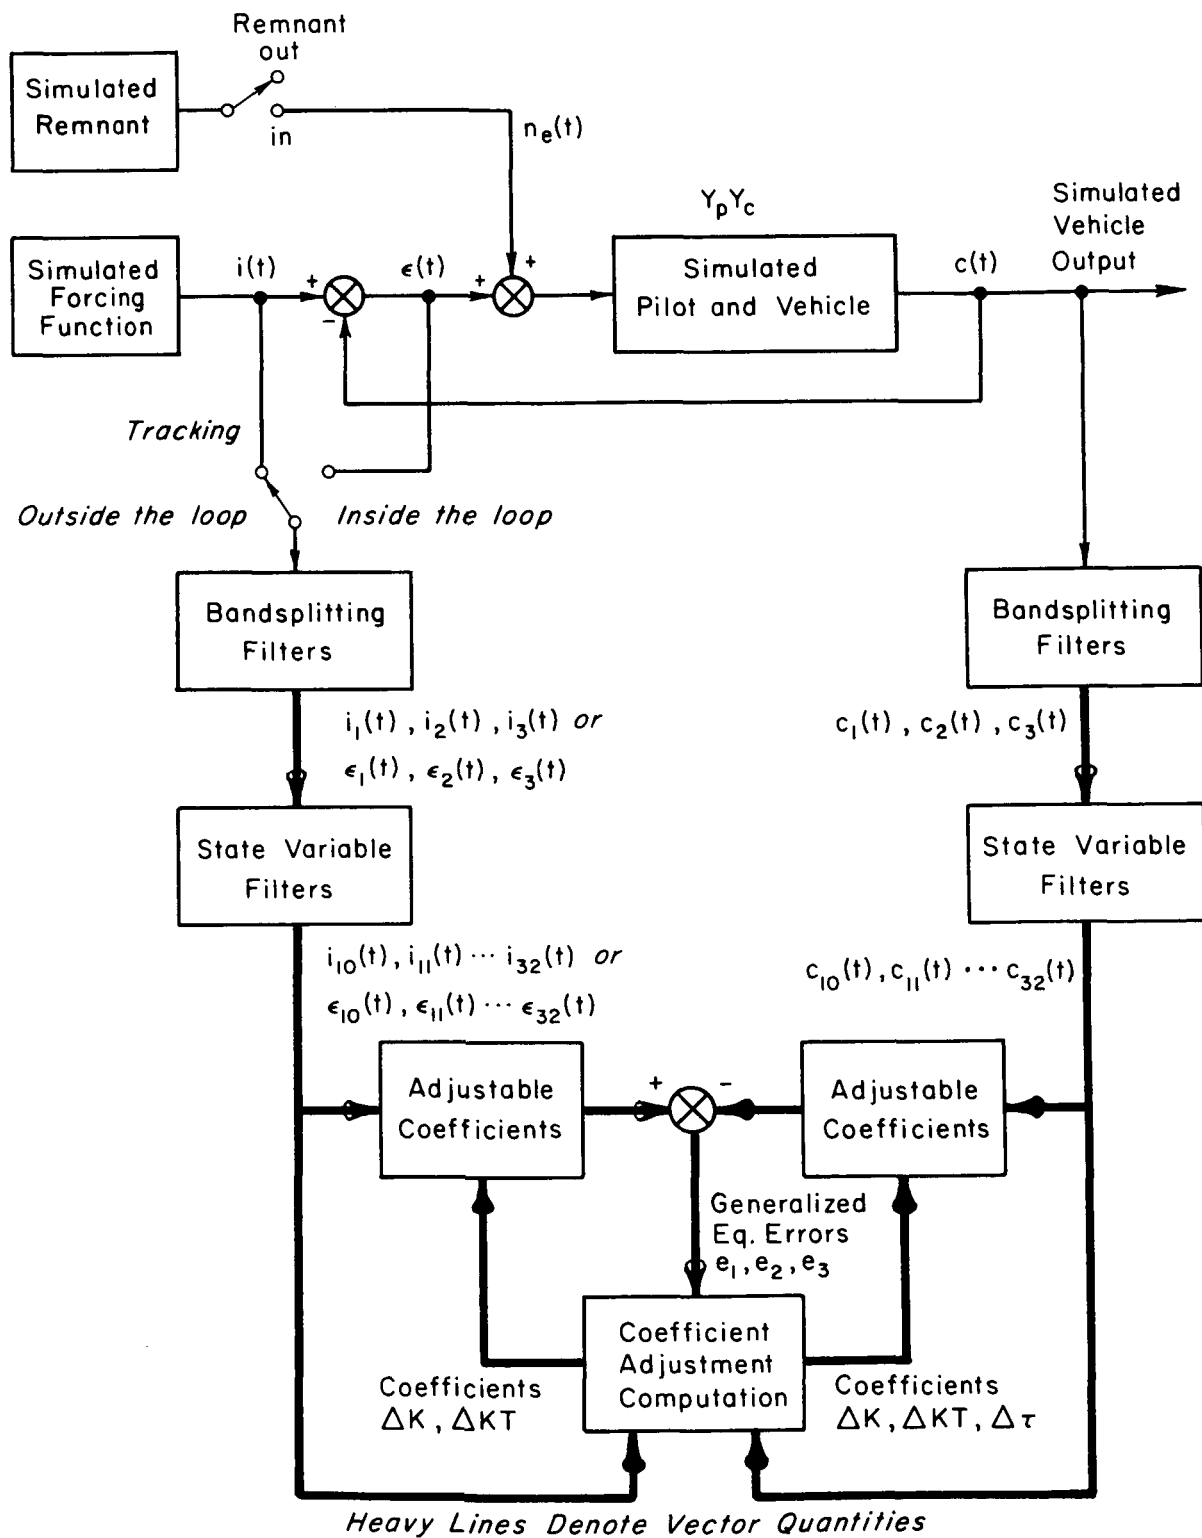 Remnant
out
Simulated
Remnant
in
n_e(t)
Y_pY_c
Simulated
Vehicle
Output
Simulated
Forcing
Function
i(t)
+
-
ϵ(t)
+
+
Simulated
Pilot and Vehicle
c(t)
Tracking
Outside the loop
Inside the loop
Bandsplitting
Filters
Bandsplitting
Filters
i_1(t), i_2(t), i_3(t) or
ϵ_1(t), ϵ_2(t), ϵ_3(t)
c_1(t), c_2(t), c_3(t)
State Variable
Filters
State Variable
Filters
i_10(t), i_11(t) ··· i_32(t) or
ϵ_10(t), ϵ_11(t) ··· ϵ_32(t)
c_10(t), c_11(t) ··· c_32(t)
Adjustable
Coefficients
+
-
Adjustable
Coefficients
Generalized
Eq. Errors
e_1, e_2, e_3
Coefficient
Adjustment
Computation
Coefficients
ΔK, ΔKT
Coefficients
ΔK, ΔKT, Δτ
Heavy Lines Denote Vector Quantities